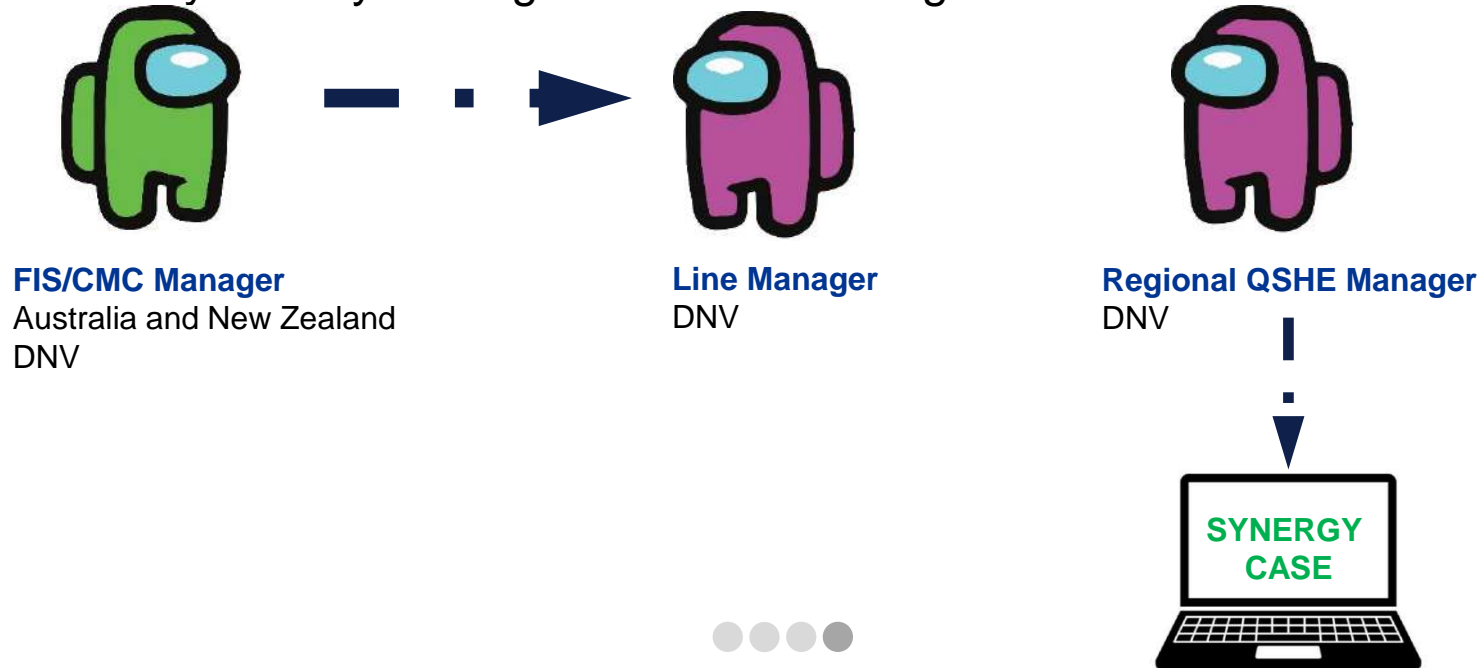 FIS/CMC Manager
Australia and New Zealand
DNV
Line Manager
DNV
Regional QSHE Manager
DNV
SYNERGY
CASE